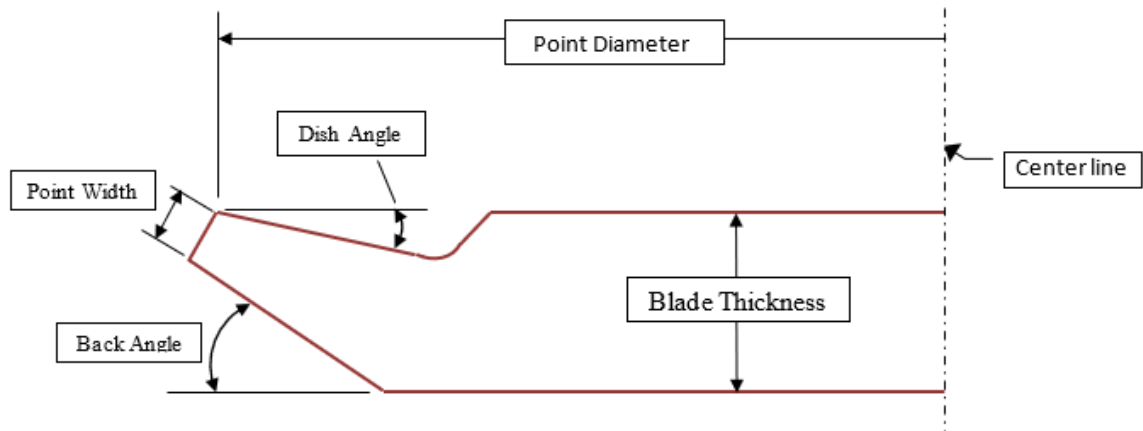 Point Diameter
Dish Angle
Center line
Point Width
Blade Thickness
Back Angle